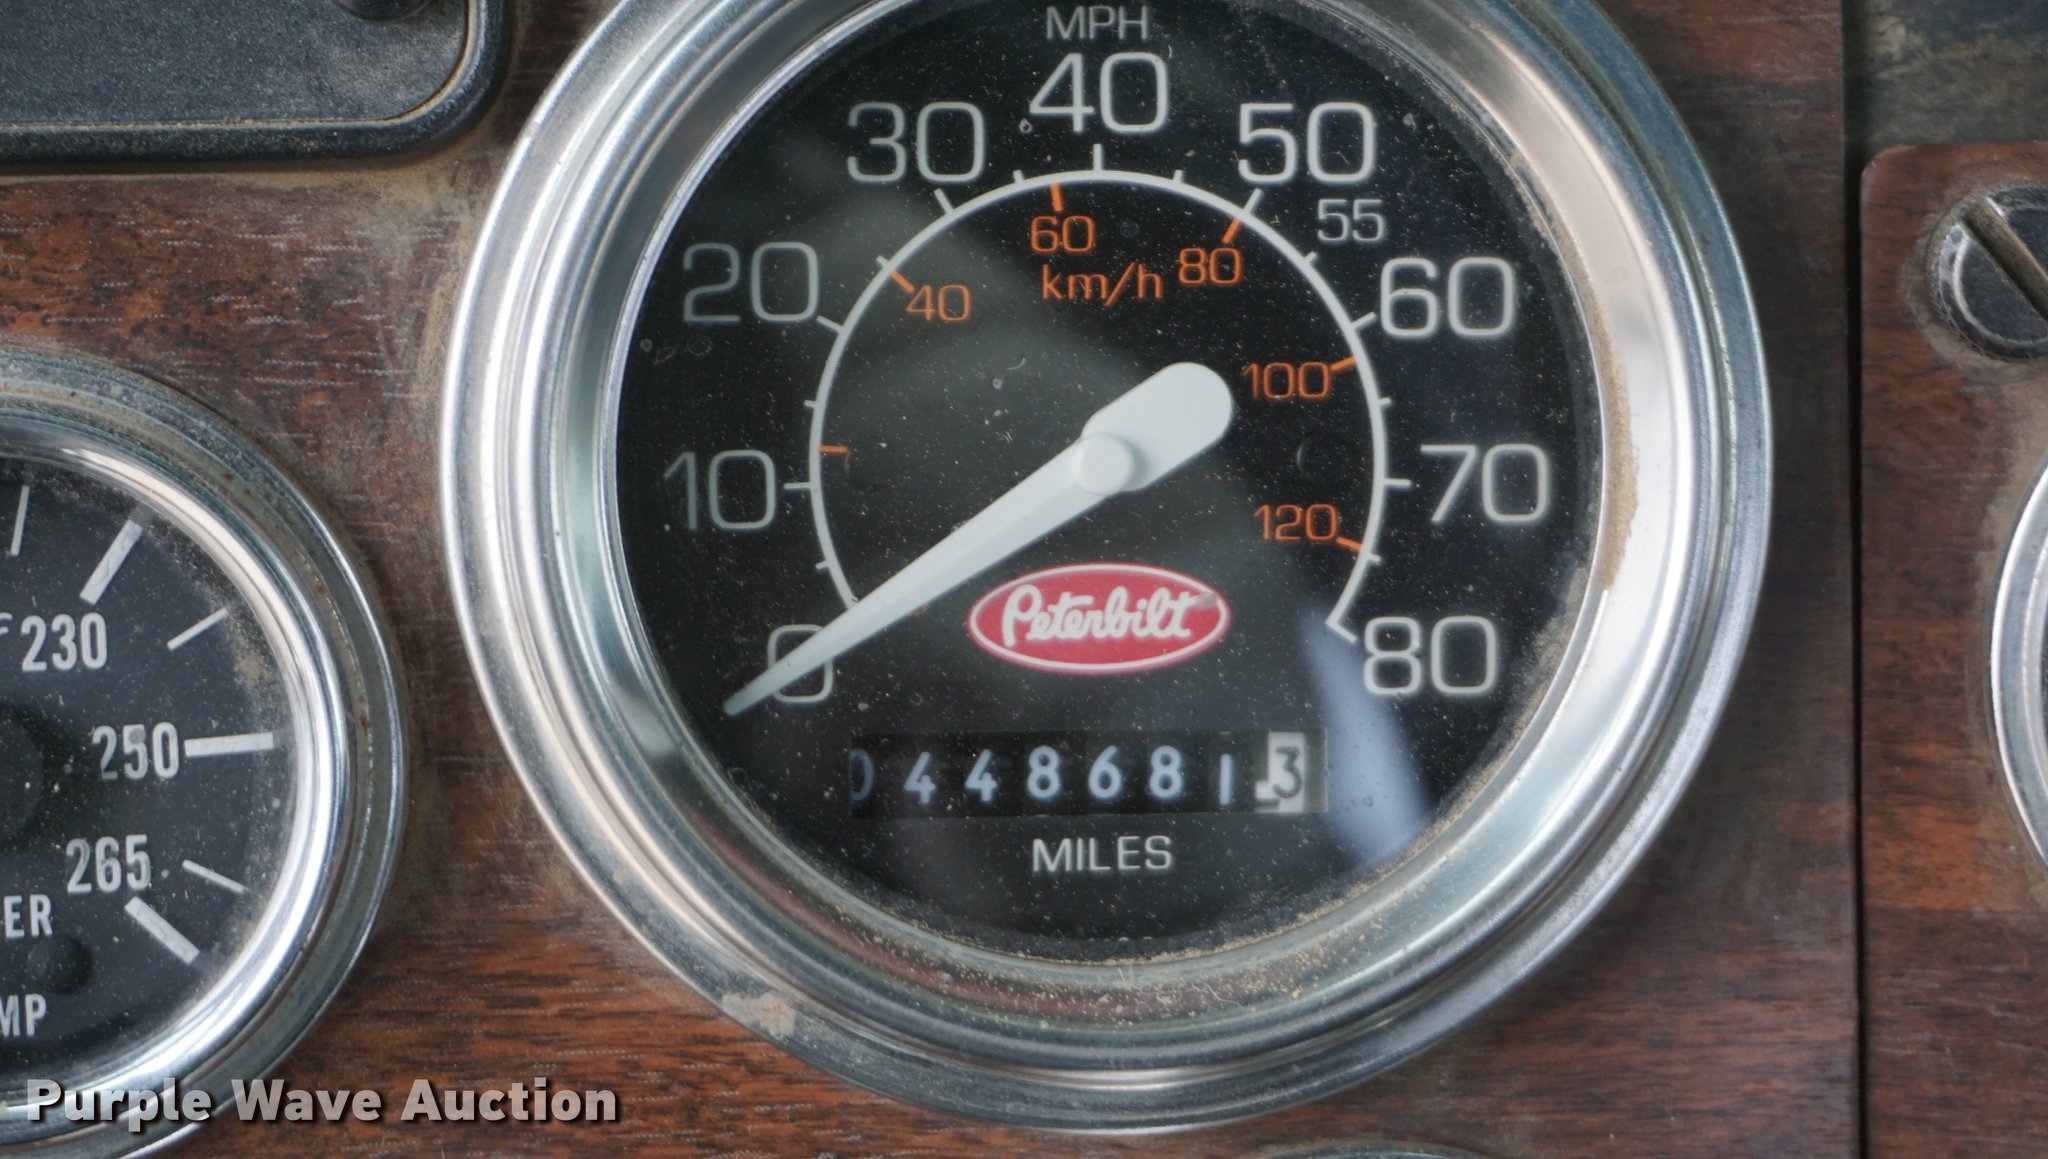 MPH
0 10 20 30 40 50 55 60 70 80
40 60 80 100 120
km/h
Peterbilt
0448681.3
MILES
230
250
265
ER
MP
Purple Wave Auction